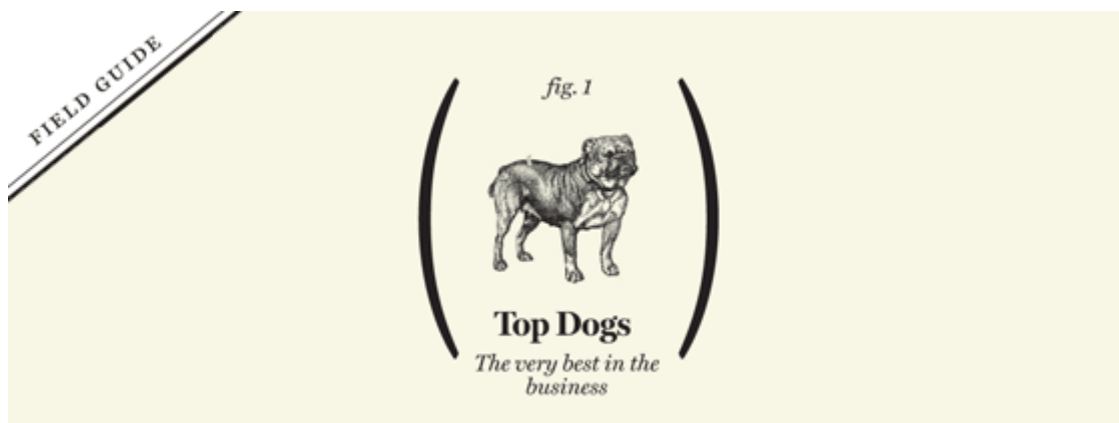 FIELD GUIDE
fig. 1
Top Dogs
The very best in the
business